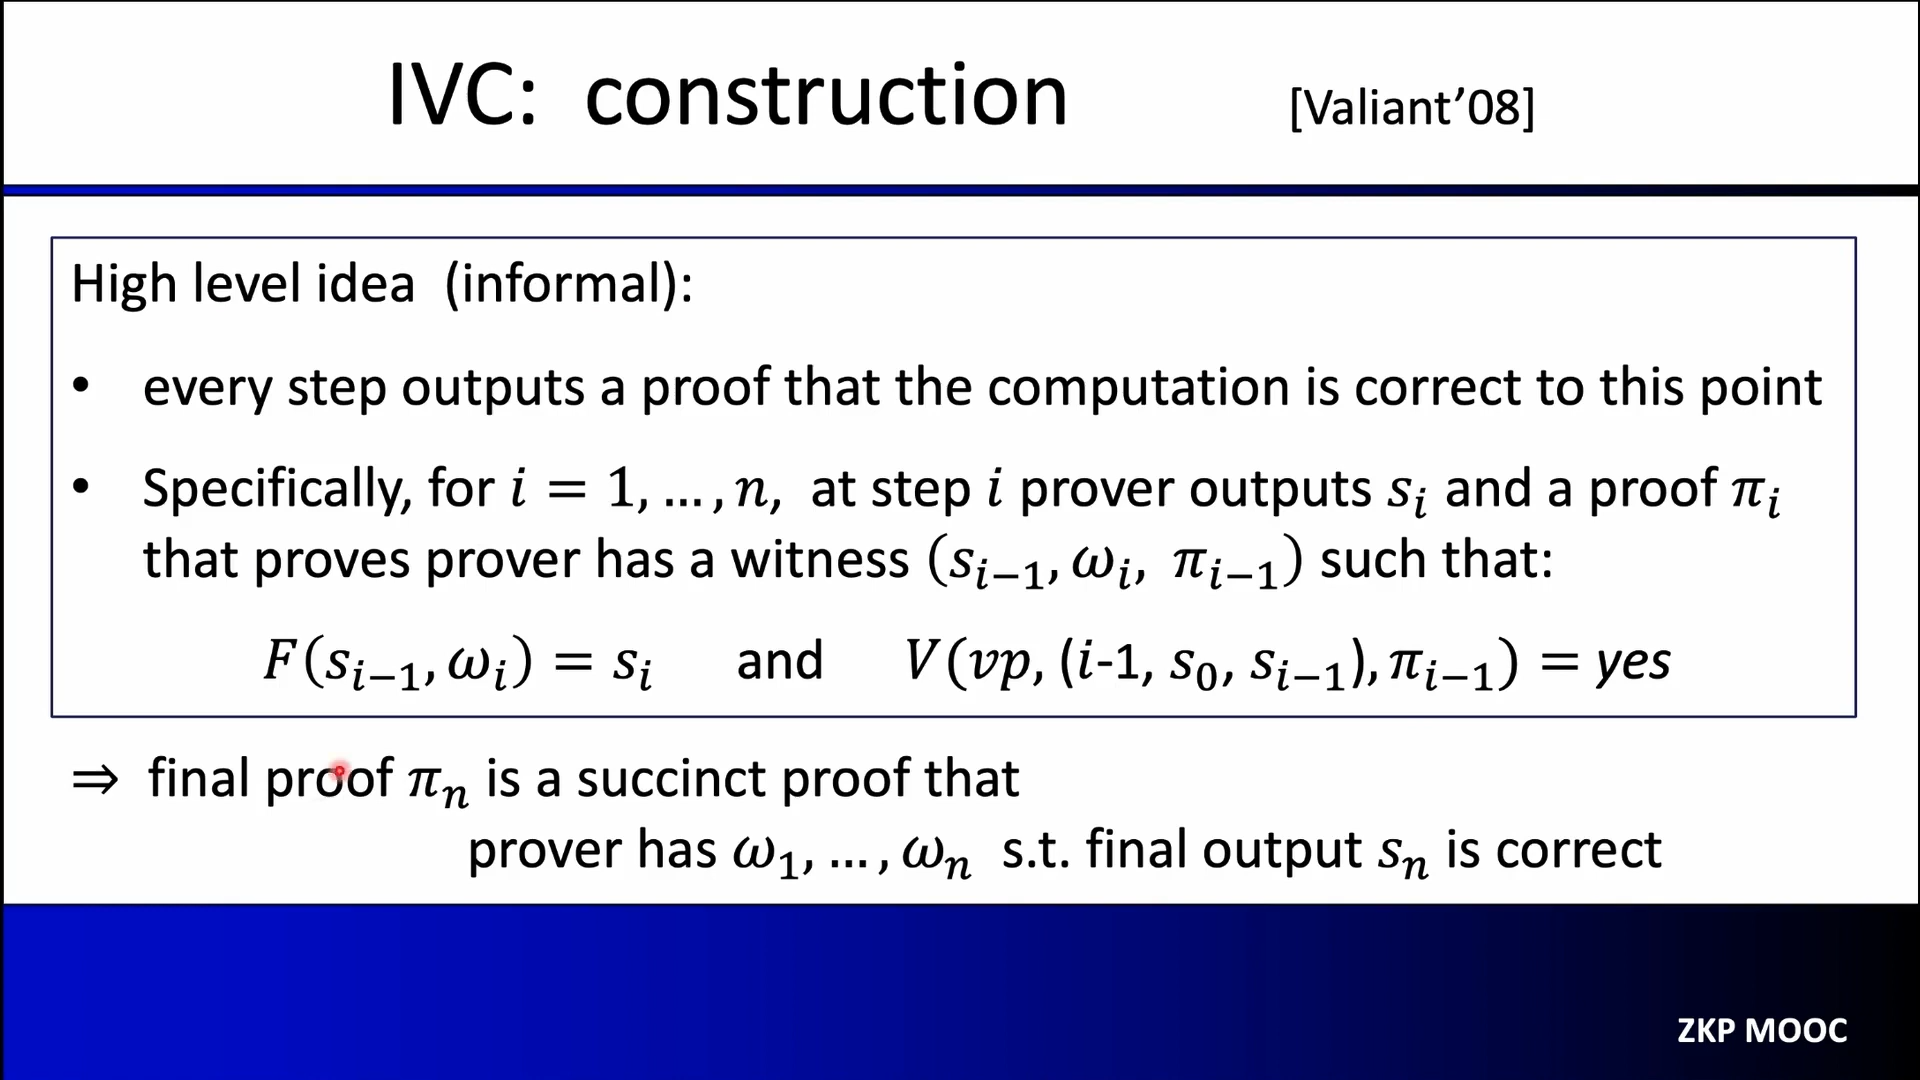 IVC: construction [Valiant’08]
High level idea (informal):
• every step outputs a proof that the computation is correct to this point
• Specifically, for 𝑖 = 1, … , 𝑛, at step 𝑖 prover outputs 𝑠ᵢ and a proof 𝜋ᵢ
that proves prover has a witness (𝑠ᵢ₋₁, 𝜔ᵢ, 𝜋ᵢ₋₁) such that:
𝐹(𝑠ᵢ₋₁, 𝜔ᵢ) = 𝑠ᵢ and 𝑉(𝑣𝑝, (𝑖-1, 𝑠₀, 𝑠ᵢ₋₁), 𝜋ᵢ₋₁) = yes
⇒ final proof 𝜋ₙ is a succinct proof that
prover has 𝜔₁, … , 𝜔ₙ s.t. final output 𝑠ₙ is correct
ZKP MOOC